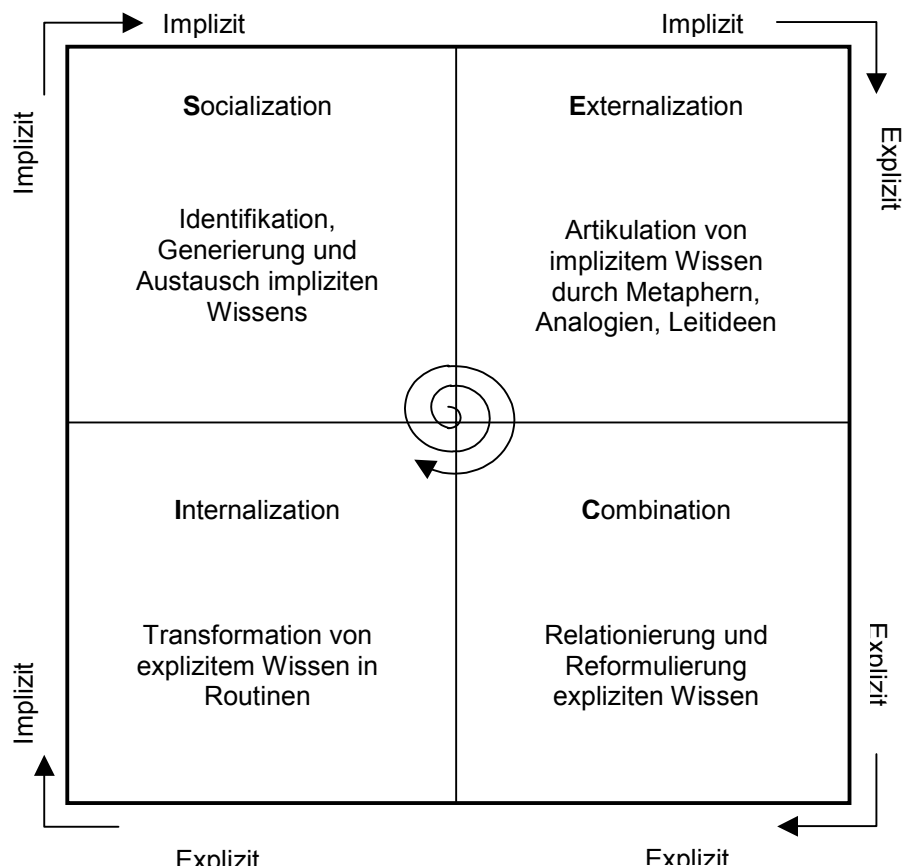 Implizit
Implizit
Implizit
Explizit
Socialization
Identifikation,
Generierung und
Austausch impliziten
Wissens
Externalization
Artikulation von
implizitem Wissen
durch Metaphern,
Analogien, Leitideen
Internalization
Transformation von
explizitem Wissen in
Routinen
Combination
Relationierung und
Reformulierung
expliziten Wissen
Implizit
Explizit
Explizit
Explizit